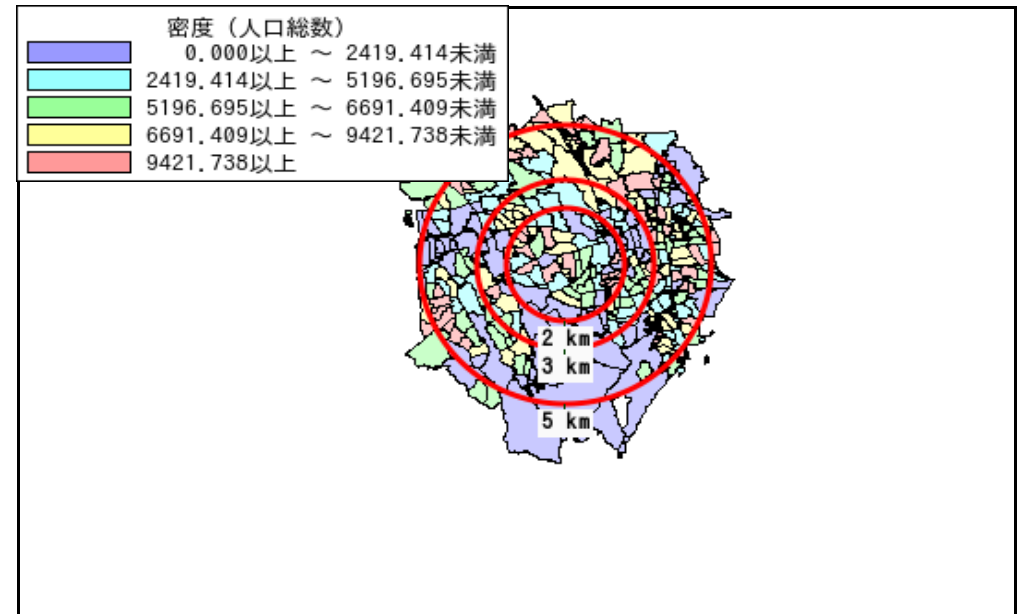 密度（人口総数）
0.000以上 ～ 2419.414未満
2419.414以上 ～ 5196.695未満
5196.695以上 ～ 6691.409未満
6691.409以上 ～ 9421.738未満
9421.738以上
2 km
3 km
5 km